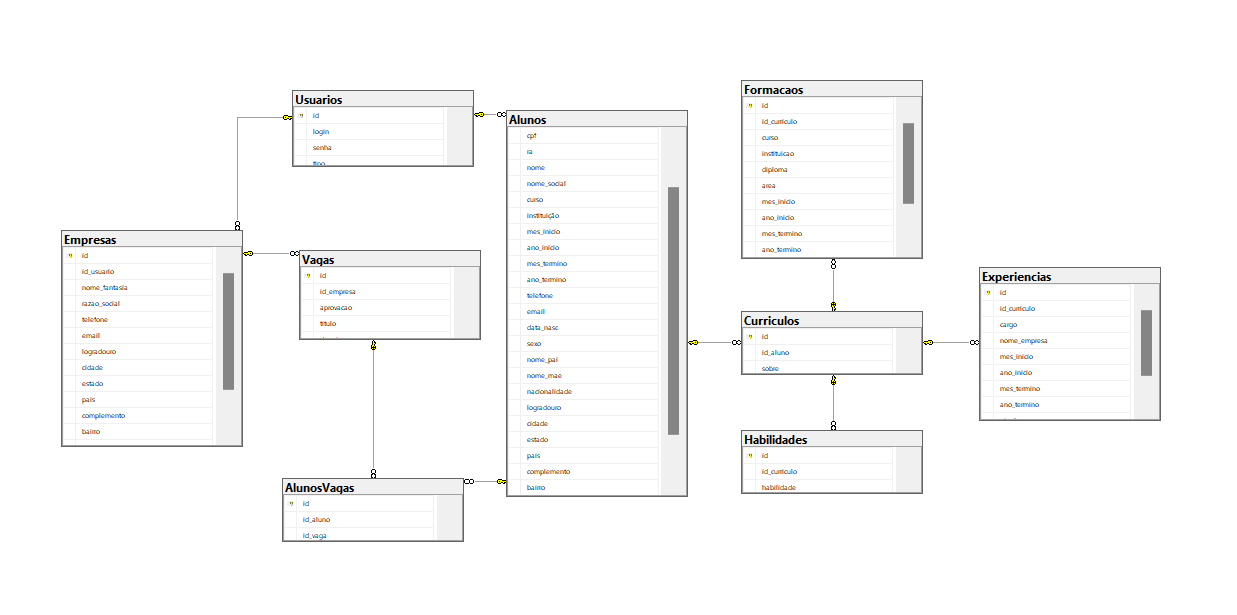 Usuarios
id
login
senha
tipo
Empresas
id
id_usuario
nome_fantasia
razao_social
telefone
email
logradouro
cidade
estado
pais
complemento
bairro
Vagas
id
id_empresa
aprovacao
titulo
AlunosVagas
id
id_aluno
id_vaga
Alunos
cpf
ra
nome
nome_social
curso
instituição
mes_inicio
ano_inicio
mes_termino
ano_termino
telefone
email
data_nasc
sexo
nome_pai
nome_mae
nacionalidade
logradouro
cidade
estado
pais
complemento
bairro
Formacaos
id
id_curriculo
curso
instituicao
diploma
area
mes_inicio
ano_inicio
mes_termino
ano_termino
Curriculos
id
id_aluno
sobre
Habilidades
id
id_curriculo
habilidade
Experiencias
id
id_curriculo
cargo
nome_empresa
mes_inicio
ano_inicio
mes_termino
ano_termino